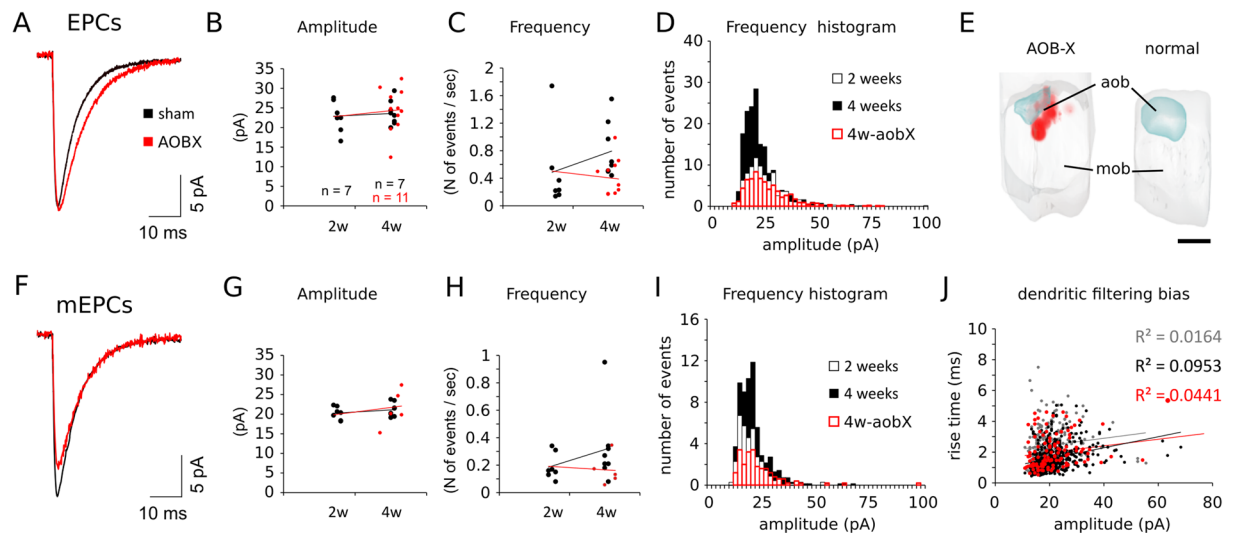 A
EPCs
sham
AOBX
5 pA
10 ms
B
Amplitude
(pA)
35
30
25
20
15
10
5
0
n = 7
n = 7
n = 11
2w
4w
C
Frequency
(N of events / sec)
2
1.6
1.2
0.8
0.4
0
2w
4w
D
Frequency histogram
number of events
40
30
20
10
0
2 weeks
4 weeks
4w-aobX
0
25
50
75
100
amplitude (pA)
E
AOB-X
normal
aob
mob
F
mEPCs
5 pA
10 ms
G
Amplitude
(pA)
35
30
25
20
15
10
5
0
2w
4w
H
Frequency
(N of events / sec)
1
0.8
0.6
0.4
0.2
0
2w
4w
I
Frequency histogram
number of events
16
12
8
4
0
2 weeks
4 weeks
4w-aobX
0
25
50
75
100
amplitude (pA)
J
dendritic filtering bias
rise time (ms)
10
8
6
4
2
0
R² = 0.0164
R² = 0.0953
R² = 0.0441
0
20
40
60
80
amplitude (pA)